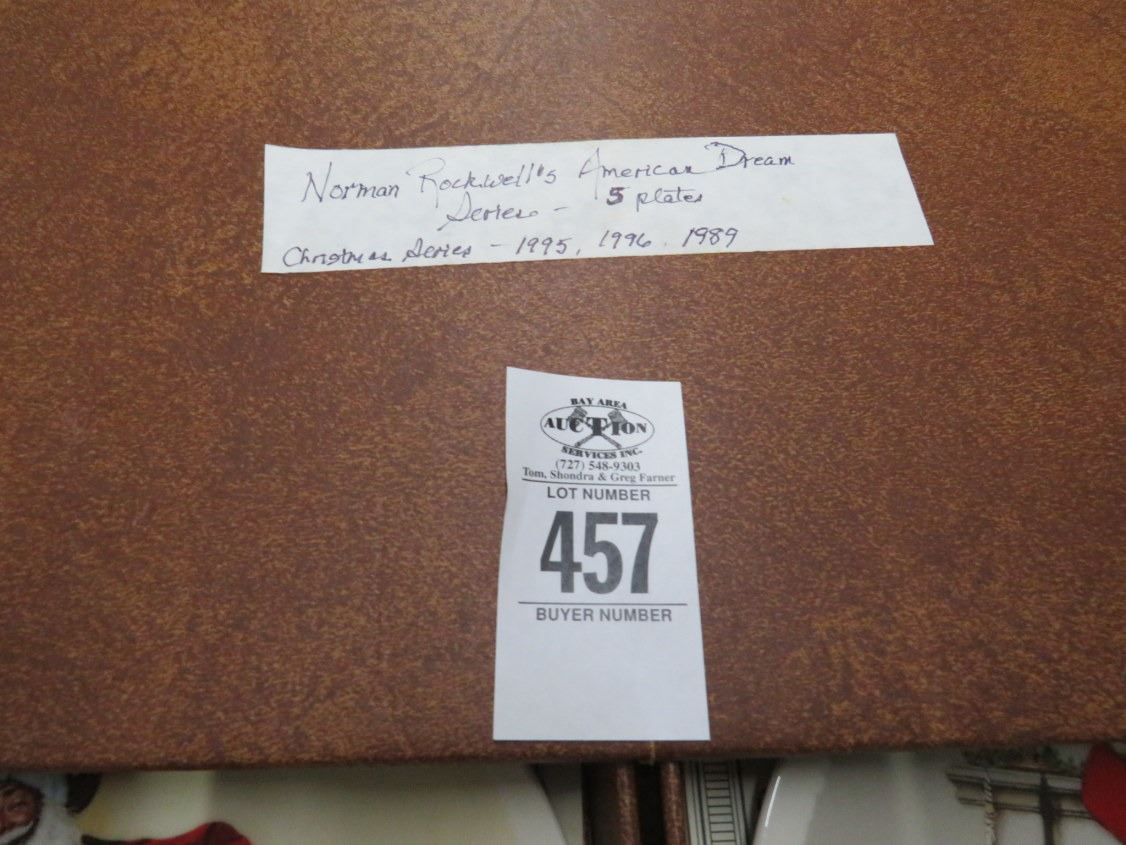 Norman Rockwell's American Dream
Series - 5 plates
Christmas Series - 1995, 1996, 1989
BAY AREA
AUCTION
SERVICES INC.
(727) 548-9303
Tom, Shondra & Greg Farner
LOT NUMBER
457
BUYER NUMBER